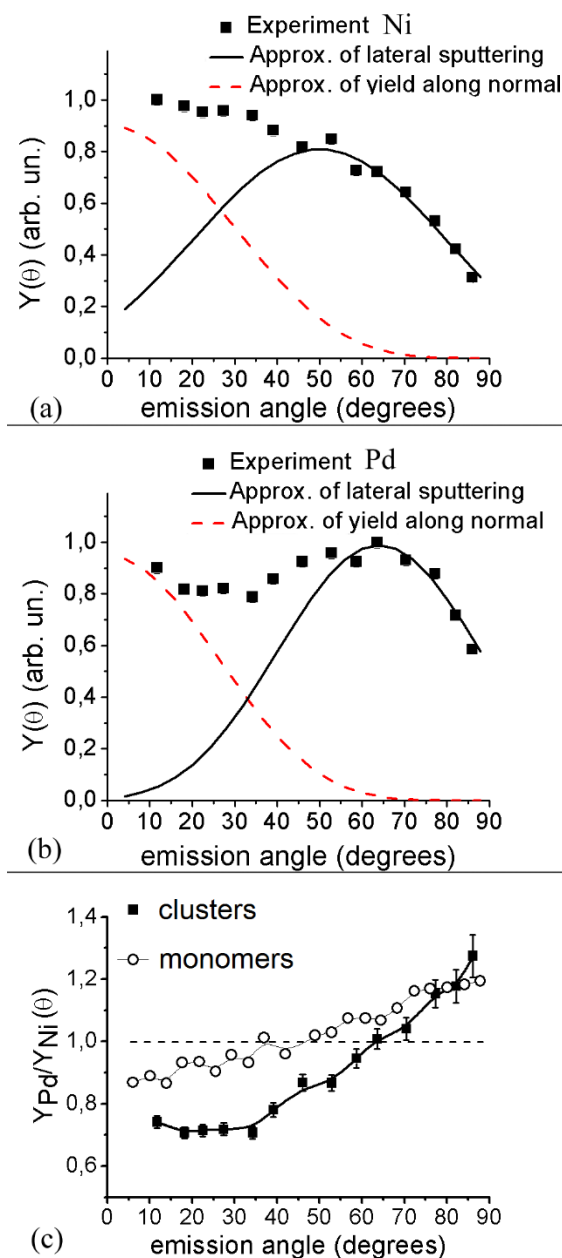 Experiment Ni
Approx. of lateral sputtering
Approx. of yield along normal
1,0
0,8
0,6
0,4
0,2
0,0
Y(θ) (arb. un.)
0 10 20 30 40 50 60 70 80 90
emission angle (degrees)
(a)
Experiment Pd
Approx. of lateral sputtering
Approx. of yield along normal
1,0
0,8
0,6
0,4
0,2
0,0
Y(θ) (arb. un.)
0 10 20 30 40 50 60 70 80 90
emission angle (degrees)
(b)
clusters
monomers
1,4
1,2
1,0
0,8
0,6
YPd/YNi(θ)
0 10 20 30 40 50 60 70 80 90
emission angle (degrees)
(c)